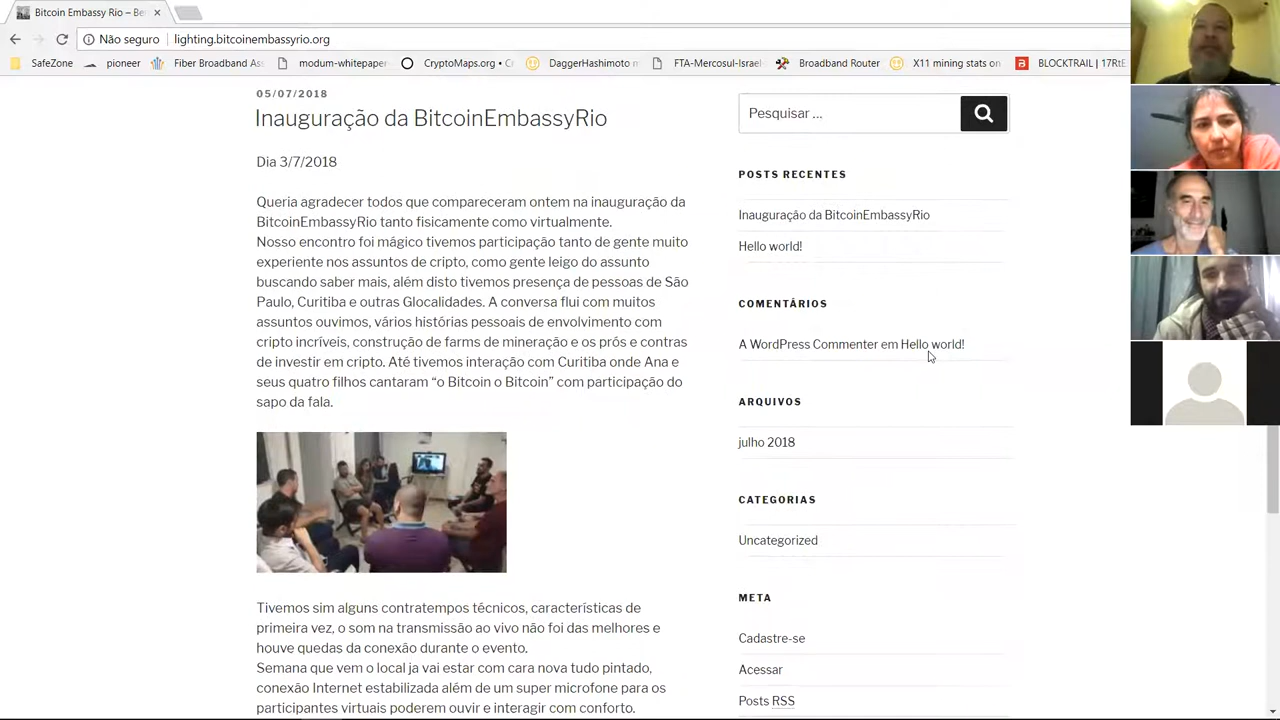 Bitcoin Embassy Rio – Be
Não seguro
lighting.bitcoinembassyrio.org
SafeZone
pioneer
Fiber Broadband As
modum-whitepaper
CryptoMaps.org • C
DaggerHashimoto m
FTA-Mercosul-Israel
Broadband Router
X11 mining stats on
BLOCKTRAIL | 17RtE
05/07/2018
Inauguração da BitcoinEmbassyRio
Dia 3/7/2018
Queria agradecer todos que compareceram ontem na inauguração da
BitcoinEmbassyRio tanto fisicamente como virtualmente.
Nosso encontro foi mágico tivemos participação tanto de gente muito
experiente nos assuntos de cripto, como gente leigo do assunto
buscando saber mais, além disto tivemos presença de pessoas de São
Paulo, Curitiba e outras Glocalidades. A conversa flui com muitos
assuntos ouvimos, vários histórias pessoais de envolvimento com
cripto incríveis, construção de farms de mineração e os prós e contras
de investir em cripto. Até tivemos interação com Curitiba onde Ana e
seus quatro filhos cantaram “o Bitcoin o Bitcoin” com participação do
sapo da fala.
Tivemos sim alguns contratempos técnicos, características de
primeira vez, o som na transmissão ao vivo não foi das melhores e
houve quedas da conexão durante o evento.
Semana que vem o local ja vai estar com cara nova tudo pintado,
conexão Internet estabilizada além de um super microfone para os
participantes virtuais poderem ouvir e interagir com conforto.
Pesquisar ...
POSTS RECENTES
Inauguração da BitcoinEmbassyRio
Hello world!
COMENTÁRIOS
A WordPress Commenter em Hello world!
ARQUIVOS
julho 2018
CATEGORIAS
Uncategorized
META
Cadastre-se
Acessar
Posts RSS